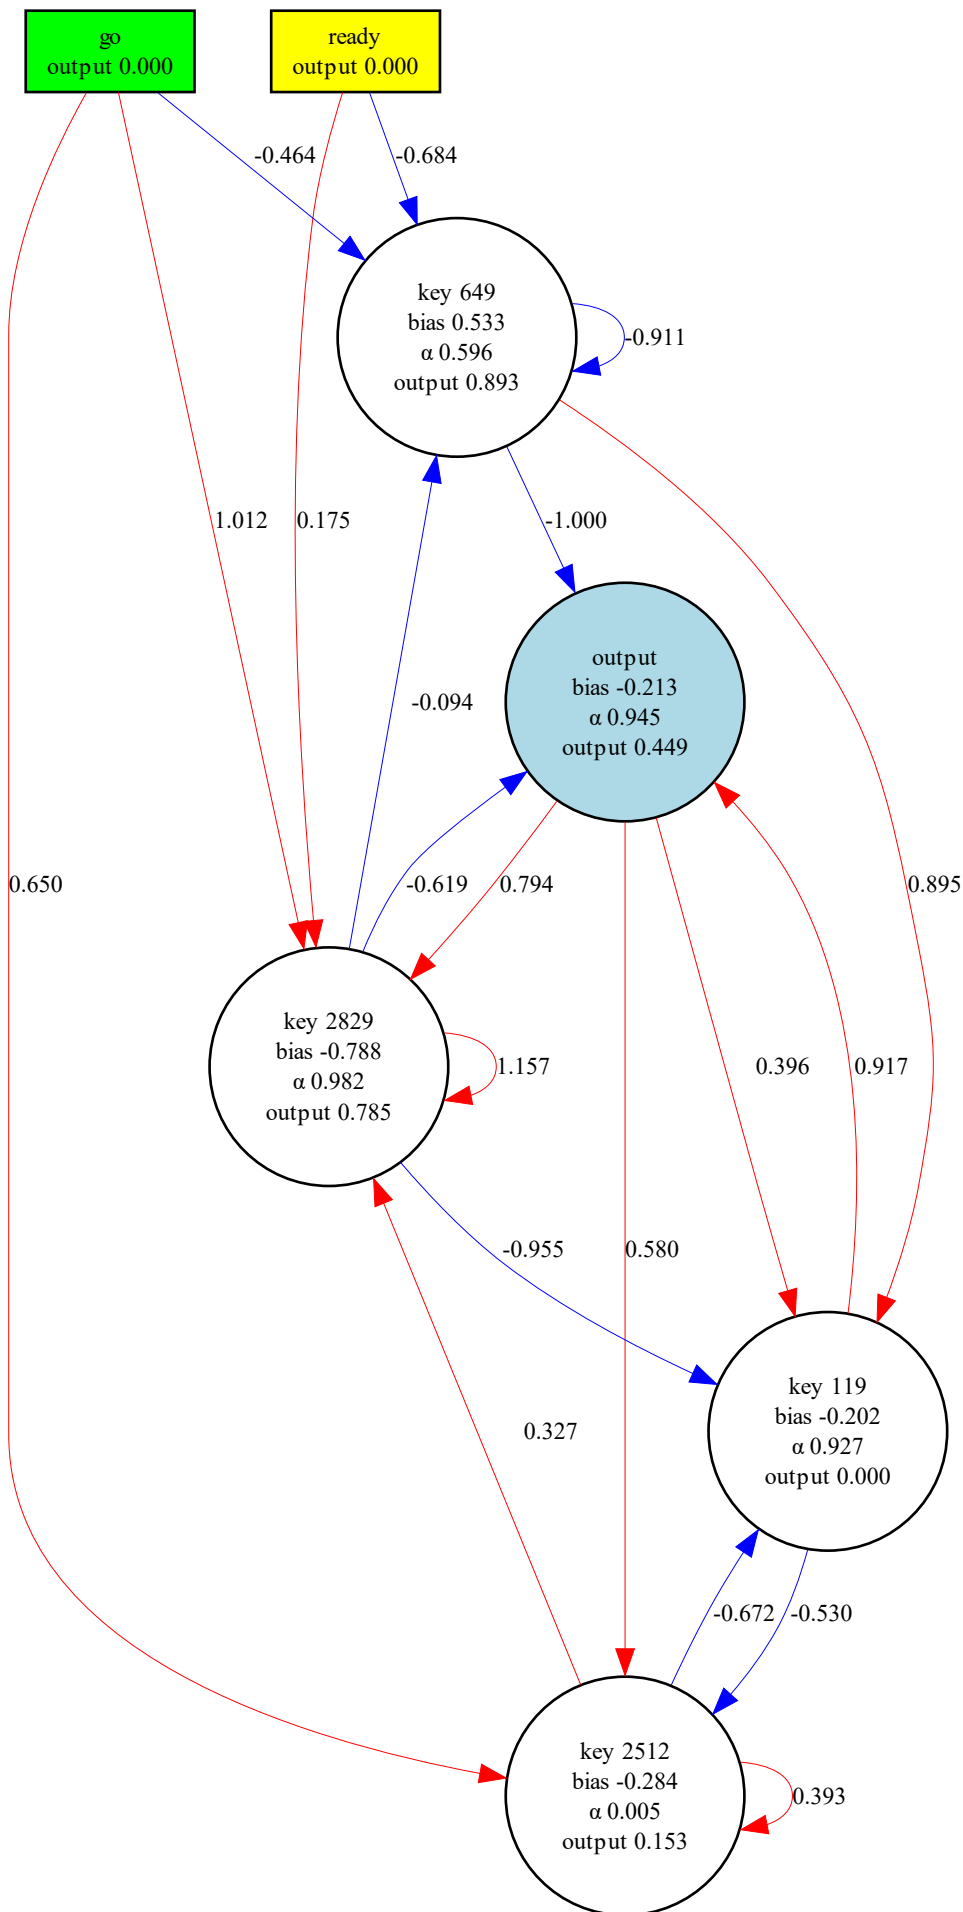 go
output 0.000
ready
output 0.000
-0.464
-0.684
key 649
bias 0.533
α 0.596
output 0.893
-0.911
1.012
0.175
-1.000
output
bias -0.213
α 0.945
output 0.449
-0.094
0.650
-0.619
0.794
0.895
key 2829
bias -0.788
α 0.982
output 0.785
1.157
0.396
0.917
-0.955
0.580
key 119
bias -0.202
α 0.927
output 0.000
0.327
-0.672
-0.530
key 2512
bias -0.284
α 0.005
output 0.153
0.393